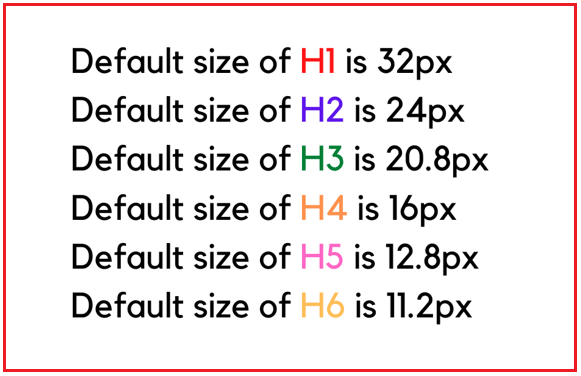 Default size of H1 is 32px
Default size of H2 is 24px
Default size of H3 is 20.8px
Default size of H4 is 16px
Default size of H5 is 12.8px
Default size of H6 is 11.2px